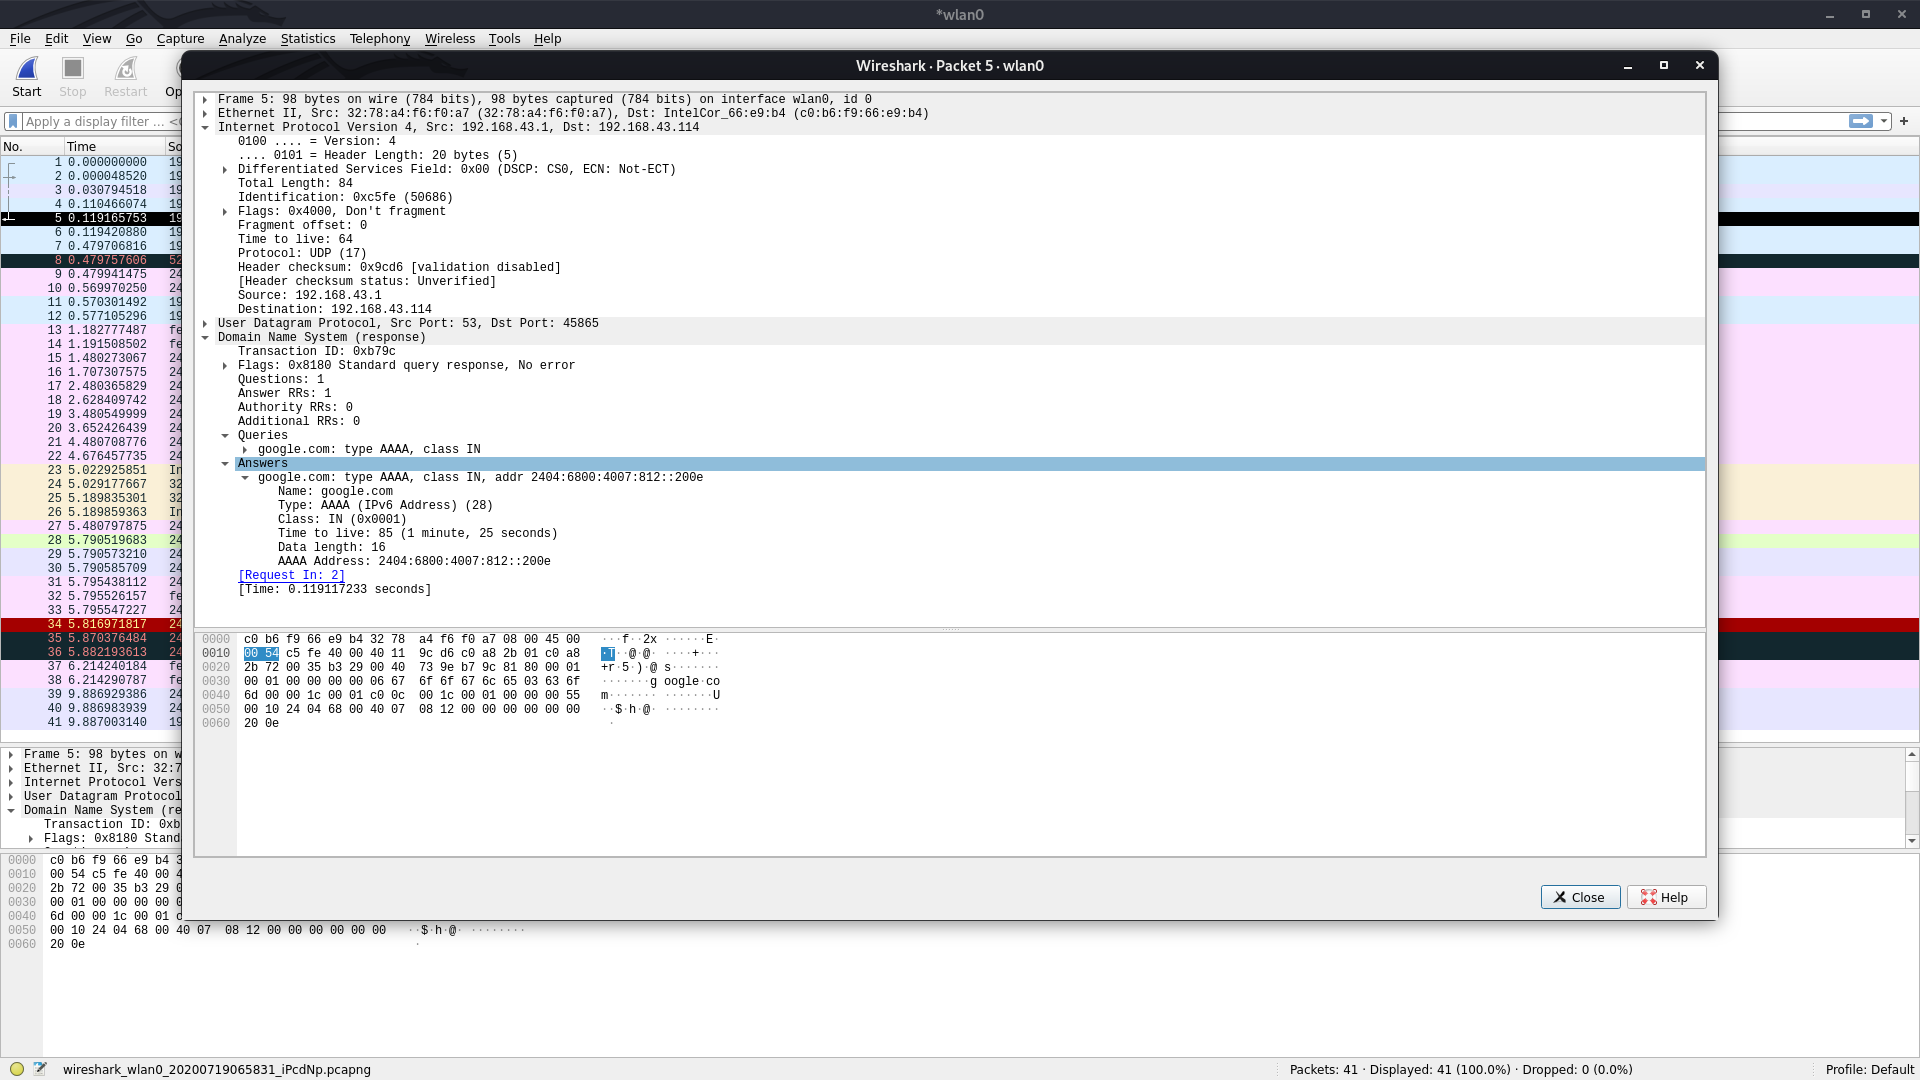 *wlan0
File Edit View Go Capture Analyze Statistics Telephony Wireless Tools Help
Start Stop Restart
Apply a display filter ...
+
No. Time
1 0.000000000 19
2 0.000048520 19
3 0.030794518 19
4 0.110466074 19
5 0.119165753 19
6 0.119420880 19
7 0.479706816 19
8 0.479757606 52
9 0.479941475 24
10 0.569970250 24
11 0.570301492 19
12 0.577105296 19
13 1.182777487 fe
14 1.191508502 fe
15 1.480273067 24
16 1.707307575 24
17 2.480365829 24
18 2.628409742 24
19 3.480549999 24
20 3.652426439 24
21 4.480708776 24
22 4.676457735 24
23 5.022925851 In
24 5.029177667 32
25 5.189835301 32
26 5.189859363 In
27 5.480797875 24
28 5.790519683 24
29 5.790573210 24
30 5.790585709 24
31 5.795438112 24
32 5.795526157 fe
33 5.795547227 24
34 5.816971817 24
35 5.870376484 24
36 5.882193613 24
37 6.214240184 fe
38 6.214290787 fe
39 9.886929386 24
40 9.886983939 24
41 9.887003140 19
Wireshark · Packet 5 · wlan0
Frame 5: 98 bytes on wire (784 bits), 98 bytes captured (784 bits) on interface wlan0, id 0
Ethernet II, Src: 32:78:a4:f6:f0:a7 (32:78:a4:f6:f0:a7), Dst: IntelCor_66:e9:b4 (c0:b6:f9:66:e9:b4)
Internet Protocol Version 4, Src: 192.168.43.1, Dst: 192.168.43.114
0100 .... = Version: 4
.... 0101 = Header Length: 20 bytes (5)
Differentiated Services Field: 0x00 (DSCP: CS0, ECN: Not-ECT)
Total Length: 84
Identification: 0xc5fe (50686)
Flags: 0x4000, Don't fragment
Fragment offset: 0
Time to live: 64
Protocol: UDP (17)
Header checksum: 0x9cd6 [validation disabled]
[Header checksum status: Unverified]
Source: 192.168.43.1
Destination: 192.168.43.114
User Datagram Protocol, Src Port: 53, Dst Port: 45865
Domain Name System (response)
Transaction ID: 0xb79c
Flags: 0x8180 Standard query response, No error
Questions: 1
Answer RRs: 1
Authority RRs: 0
Additional RRs: 0
Queries
google.com: type AAAA, class IN
Answers
google.com: type AAAA, class IN, addr 2404:6800:4007:812::200e
Name: google.com
Type: AAAA (IPv6 Address) (28)
Class: IN (0x0001)
Time to live: 85 (1 minute, 25 seconds)
Data length: 16
AAAA Address: 2404:6800:4007:812::200e
[Request In: 2]
[Time: 0.119117233 seconds]
0000 c0 b6 f9 66 e9 b4 32 78 a4 f6 f0 a7 08 00 45 00 ···f··2x ······E·
0010 00 54 c5 fe 40 00 40 11 9c d6 c0 a8 2b 01 c0 a8 ·T··@·@· ····+···
0020 2b 72 00 35 b3 29 00 40 73 9e b7 9c 81 80 00 01 +r·5·)·@ s·······
0030 00 01 00 00 00 00 06 67 6f 6f 67 6c 65 03 63 6f ·······g oogle·co
0040 6d 00 00 1c 00 01 c0 0c 00 1c 00 01 00 00 00 55 m······· ·······U
0050 00 10 24 04 68 00 40 07 08 12 00 00 00 00 00 00 ··$·h·@· ········
0060 20 0e ·
Close Help
Frame 5: 98 bytes on w
Ethernet II, Src: 32:7
Internet Protocol Vers
User Datagram Protocol
Domain Name System (re
Transaction ID: 0xb
Flags: 0x8180 Stand
0000 c0 b6 f9 66 e9 b4 3
0010 00 54 c5 fe 40 00 4
0020 2b 72 00 35 b3 29 0
0030 00 01 00 00 00 00 0
0040 6d 00 00 1c 00 01 c
0050 00 10 24 04 68 00 40 07 08 12 00 00 00 00 00 00 ··$·h·@· ········
0060 20 0e ·
wireshark_wlan0_20200719065831_iPcdNp.pcapng
Packets: 41 · Displayed: 41 (100.0%) · Dropped: 0 (0.0%)
Profile: Default